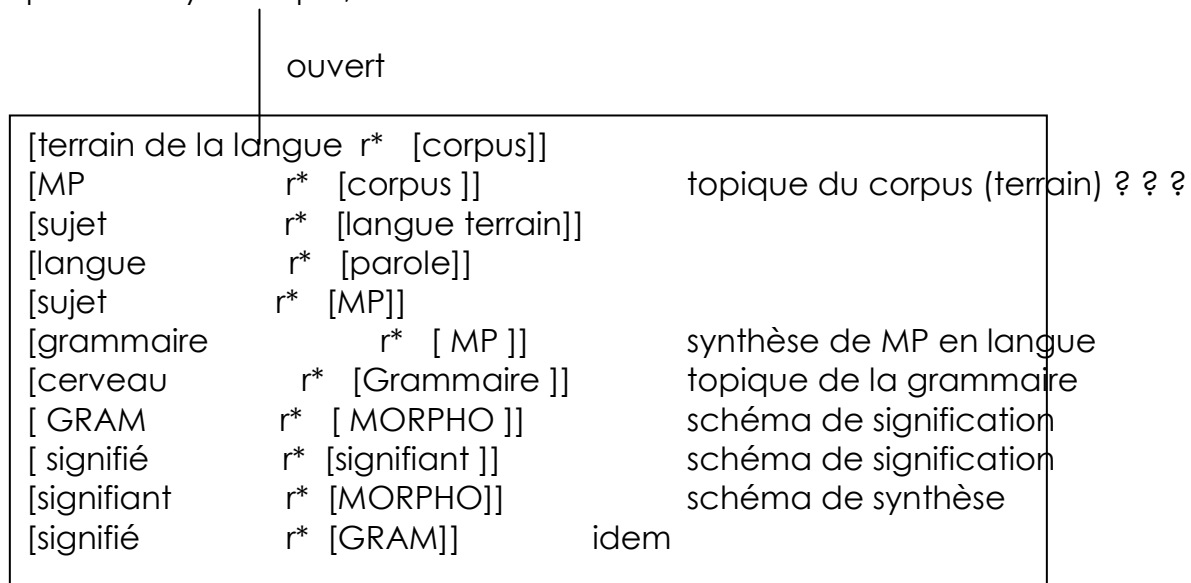 ouvert
[terrain de la langue r* [corpus]]
[MP r* [corpus ]] topique du corpus (terrain) ? ? ?
[sujet r* [langue terrain]]
[langue r* [parole]]
[sujet r* [MP]]
[grammaire r* [ MP ]] synthèse de MP en langue
[cerveau r* [Grammaire ]] topique de la grammaire
[ GRAM r* [ MORPHO ]] schéma de signification
[ signifié r* [signifiant ]] schéma de signification
[signifiant r* [MORPHO]] schéma de synthèse
[signifié r* [GRAM]] idem